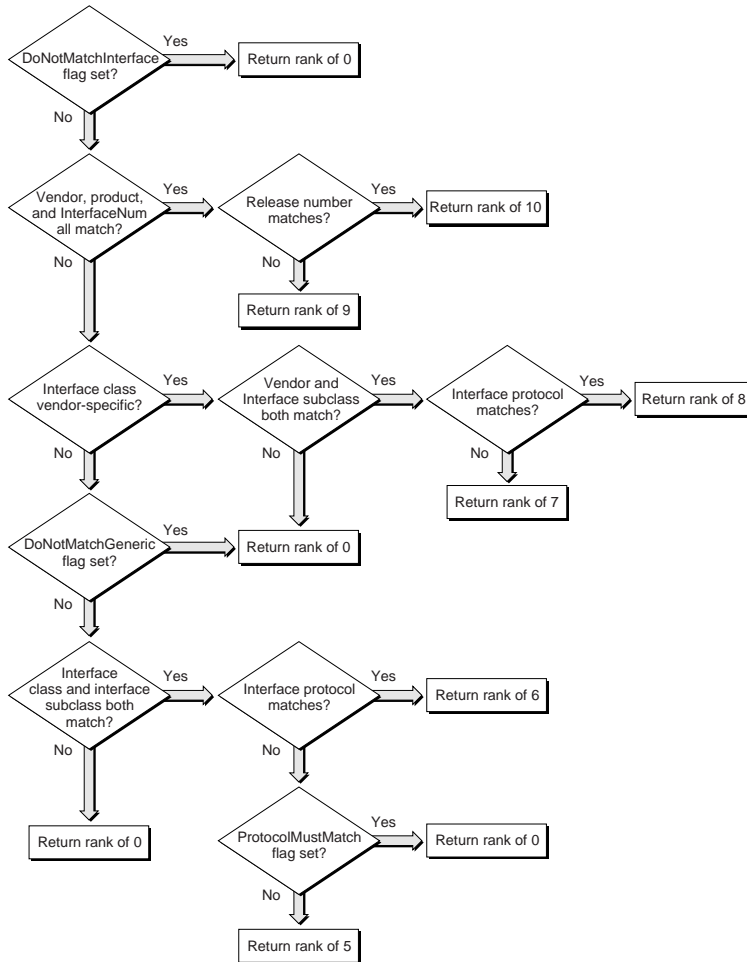 DoNotMatchInterface
flag set?
Yes
Return rank of 0
No
Vendor, product,
and InterfaceNum
all match?
Yes
Release number
matches?
Yes
Return rank of 10
No
No
Return rank of 9
Interface class
vendor-specific?
Yes
Vendor and
Interface subclass
both match?
Yes
Interface protocol
matches?
Yes
Return rank of 8
No
No
No
Return rank of 7
DoNotMatchGeneric
flag set?
Yes
Return rank of 0
No
Interface
class and interface
subclass both
match?
Yes
Interface protocol
matches?
Yes
Return rank of 6
No
No
Return rank of 0
ProtocolMustMatch
flag set?
Yes
Return rank of 0
No
Return rank of 5